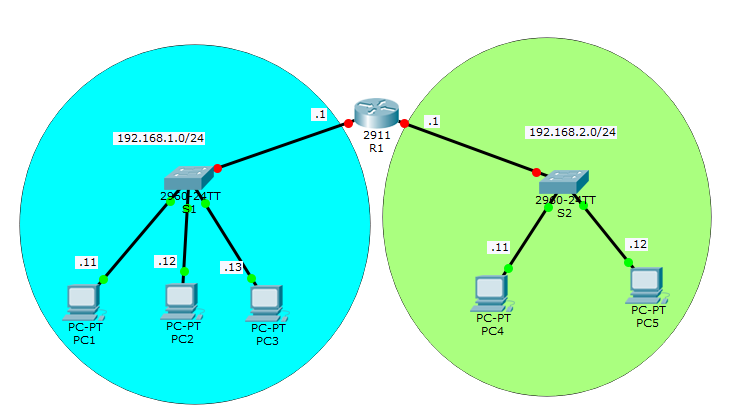 .1
2911
R1
.1
192.168.1.0/24
192.168.2.0/24
2960-24TT
S1
2960-24TT
S2
.11
.12
.13
.11
.12
PC-PT
PC1
PC-PT
PC2
PC-PT
PC3
PC-PT
PC4
PC-PT
PC5